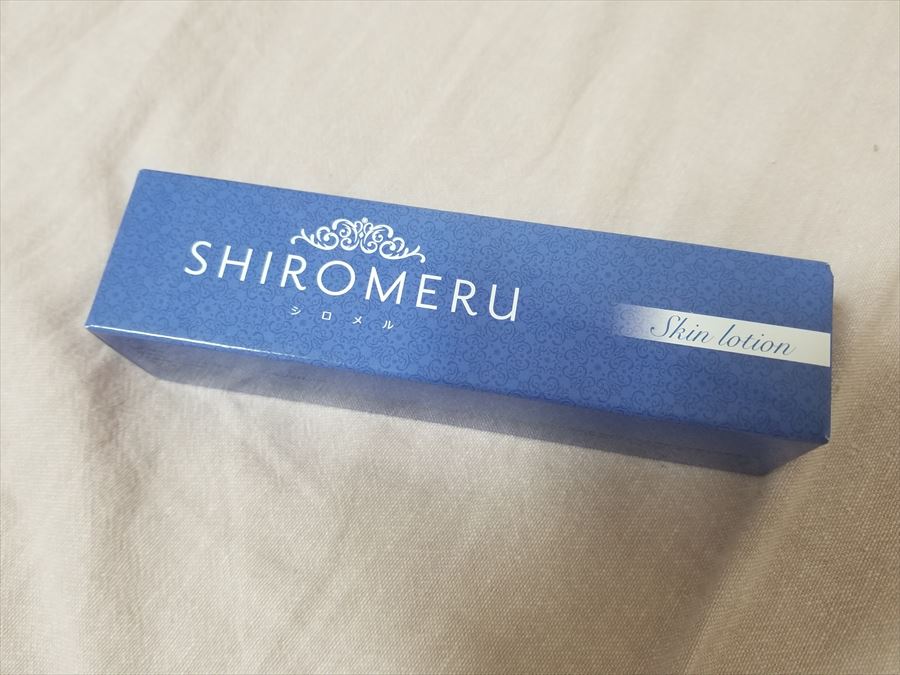 SHIROMERU
シロメル
Skin lotion